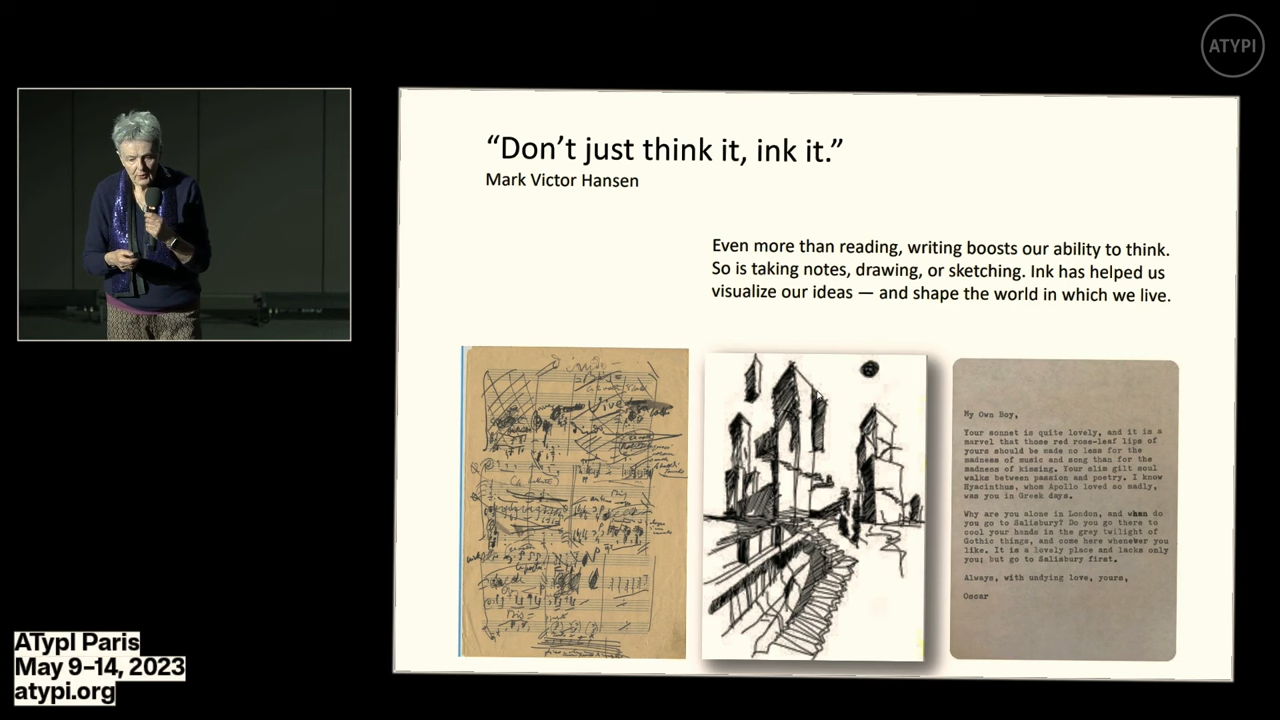 ATYPI
“Don’t just think it, ink it.”
Mark Victor Hansen
Even more than reading, writing boosts our ability to think.
So is taking notes, drawing, or sketching. Ink has helped us
visualize our ideas — and shape the world in which we live.
My Own Boy,
Your sonnet is quite lovely, and it is a
marvel that those red rose-leaf lips of
yours should be made no less for the
madness of music and song than for the
madness of kissing. Your slim gilt soul
walks between passion and poetry. I know
Hyacinthus, whom Apollo loved so madly,
was you in Greek days.
Why are you alone in London, and when do
you go to Salisbury? Do you go there to
cool your hands in the grey twilight of
Gothic things, and come here whenever you
like. It is a lovely place and lacks only
you; but go to Salisbury first.
Always, with undying love, yours,
Oscar
ATypI Paris
May 9–14, 2023
atypi.org